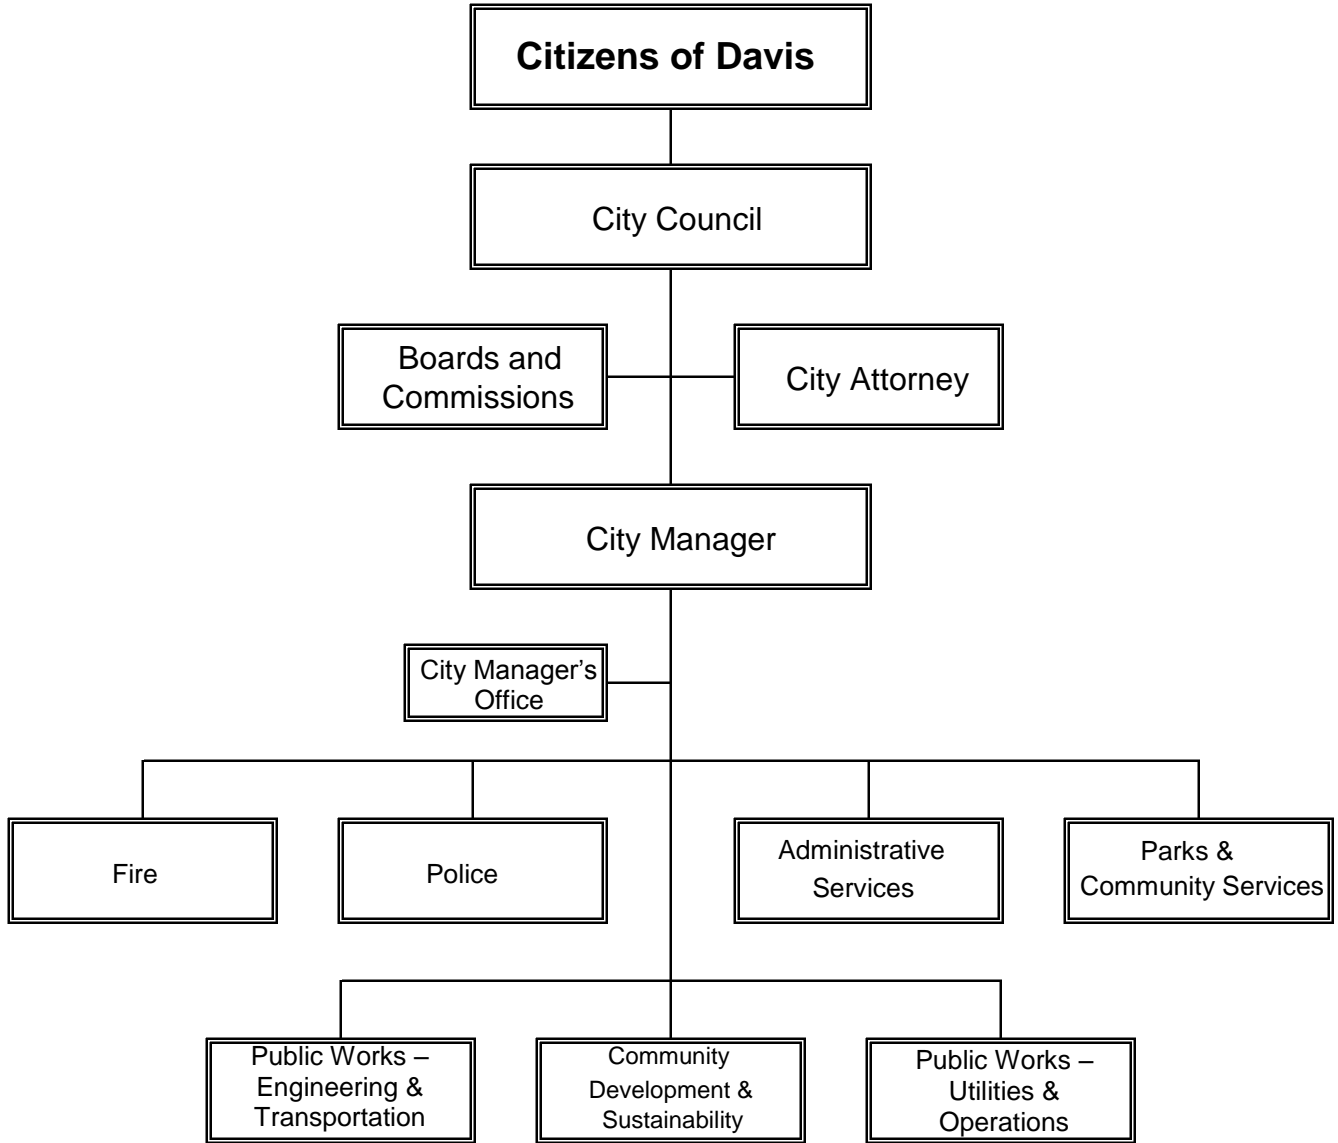 Citizens of Davis
City Council
Boards and
Commissions
City Attorney
City Manager
City Manager’s
Office
Fire
Police
Administrative
Services
Parks &
Community Services
Public Works –
Engineering &
Transportation
Community
Development &
Sustainability
Public Works –
Utilities &
Operations